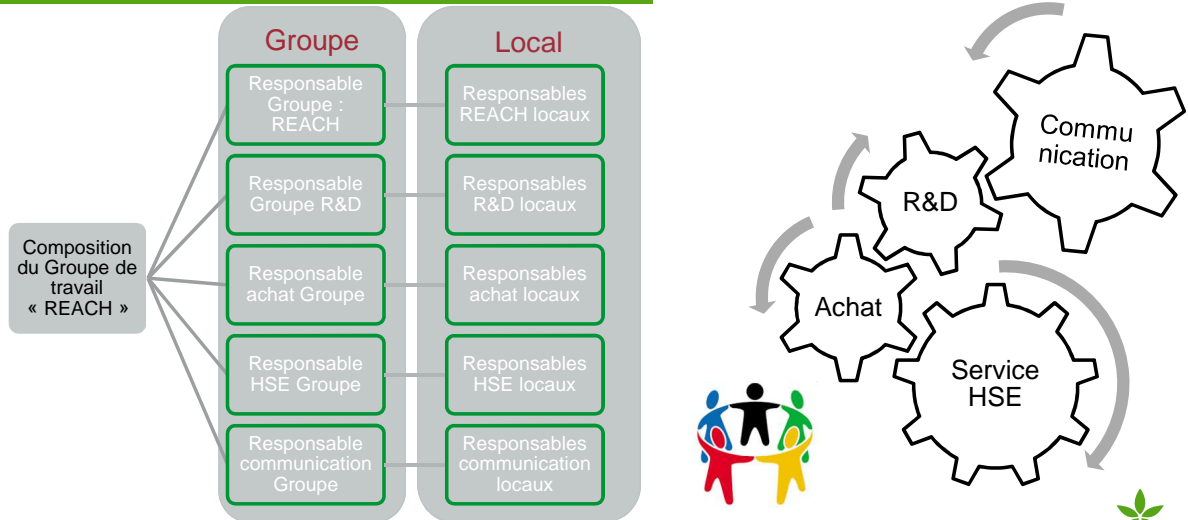 Groupe
Local
Composition
du Groupe de
travail
« REACH »
Responsable
Groupe :
REACH
Responsables
REACH locaux
Responsable
Groupe R&D
Responsables
R&D locaux
Responsable
achat Groupe
Responsables
achat locaux
Responsable
HSE Groupe
Responsables
HSE locaux
Responsable
communication
Groupe
Responsables
communication
locaux
Commu
nication
R&D
Achat
Service
HSE